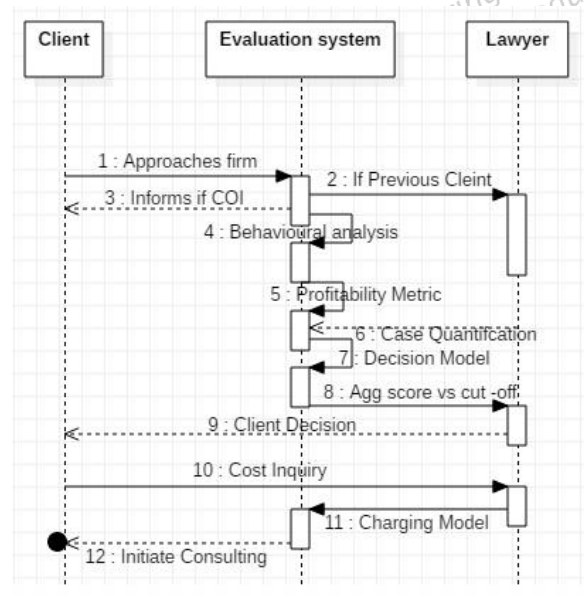 Client
Evaluation system
Lawyer
1 : Approaches firm
2 : If Previous Cleint
3 : Informs if COI
4 : Behavioural analysis
5 : Profitability Metric
6 : Case Quantifcation
7 : Decision Model
8 : Agg score vs cut -off
9 : Client Decision
10 : Cost Inquiry
11 : Charging Model
12 : Initiate Consulting